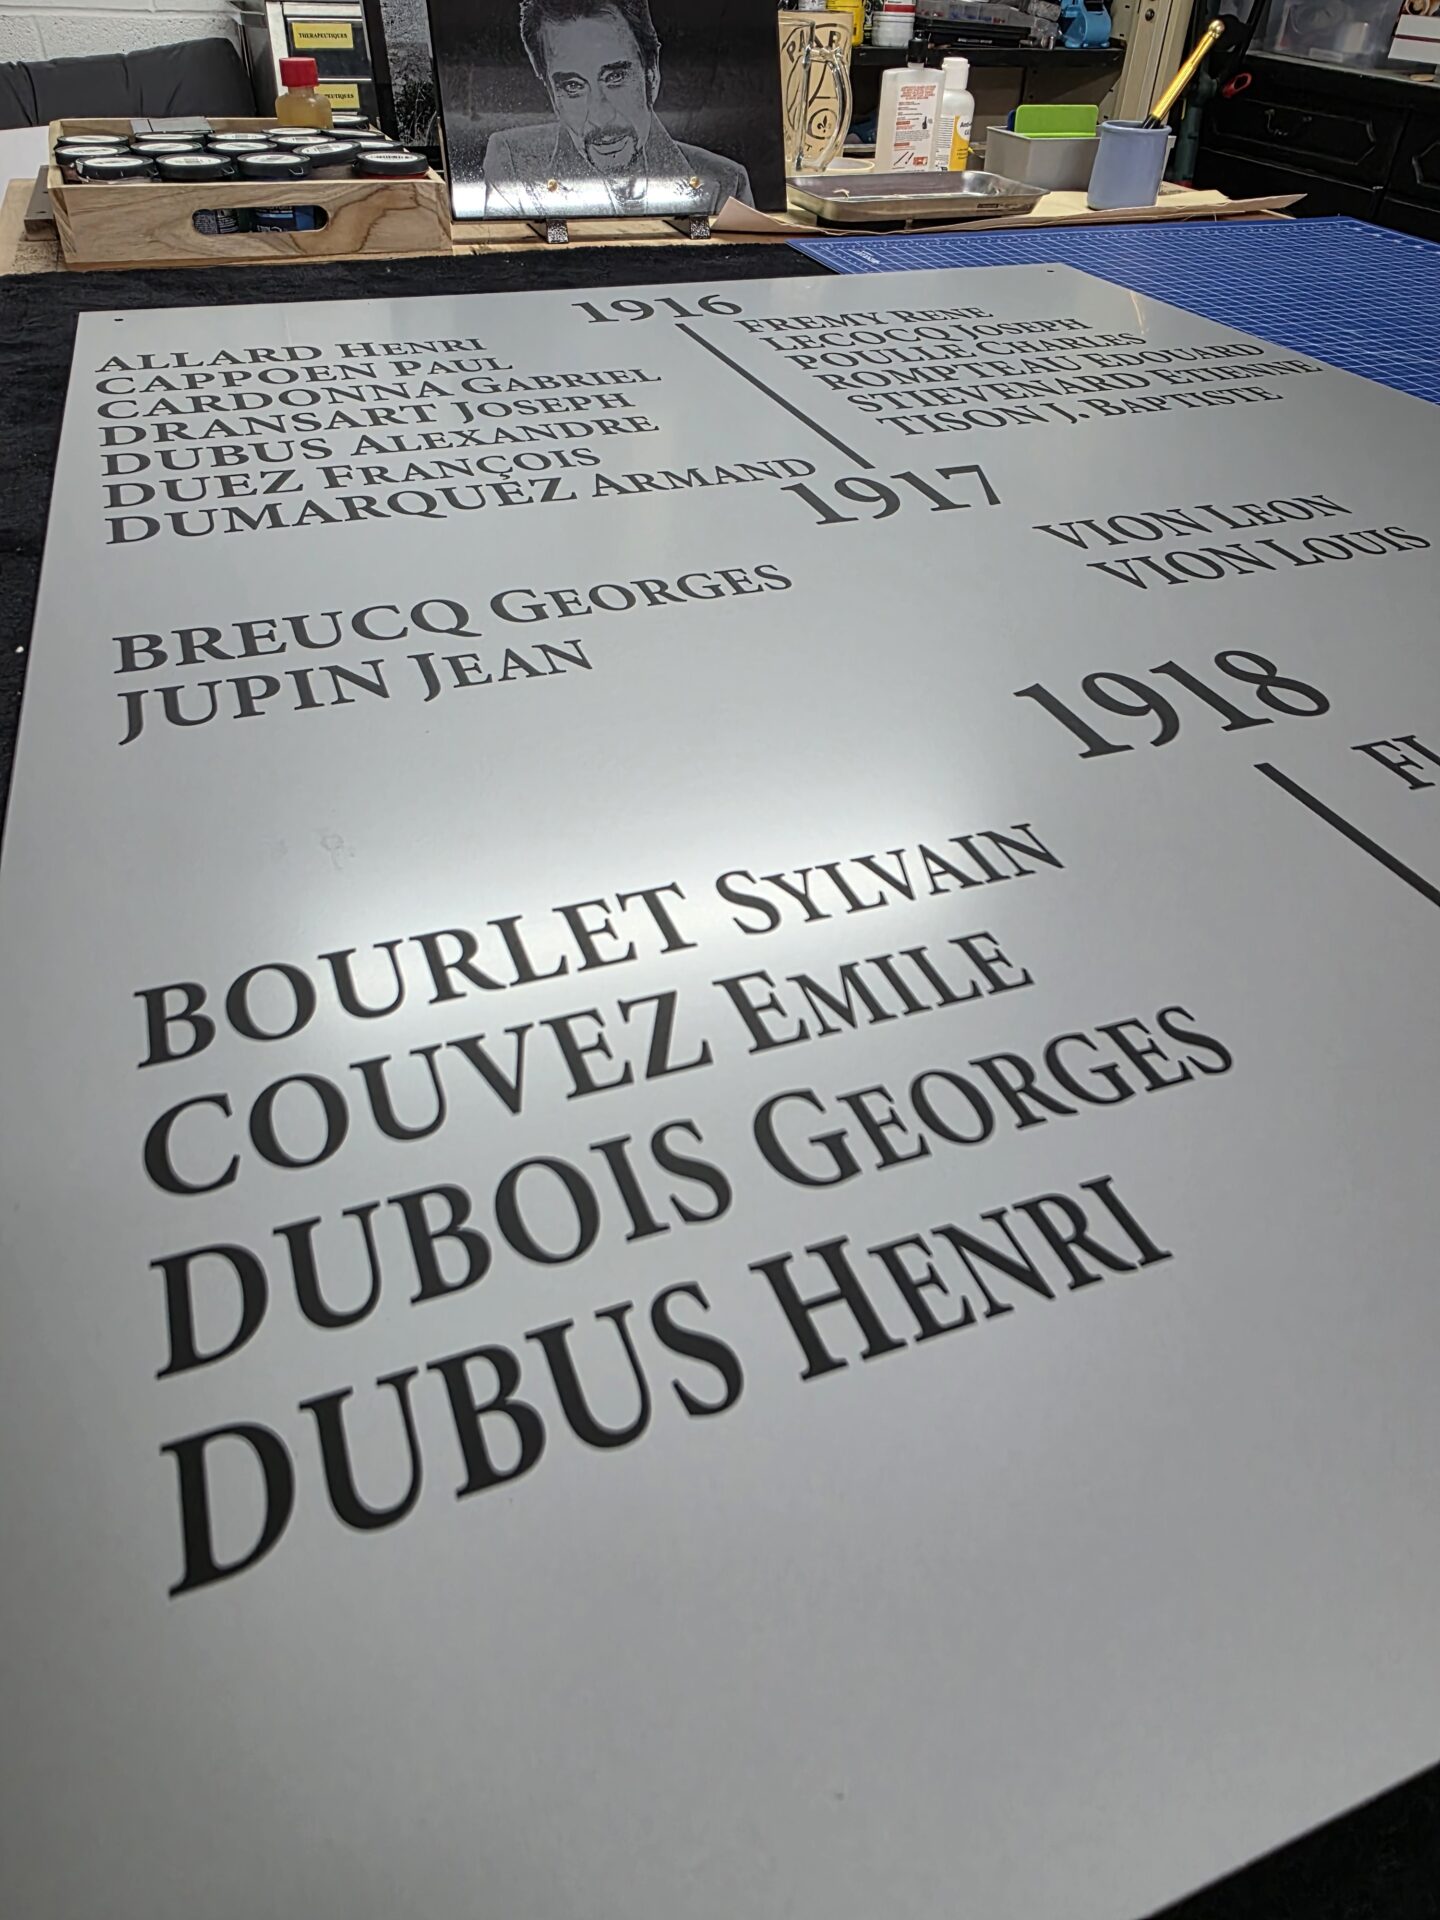 THERAPEUTIQUES
1916
ALLARD HENRI
CAPPOEN PAUL
CARDONNA GABRIEL
DRANSART JOSEPH
DUBUS ALEXANDRE
DUEZ FRANÇOIS
DUMARQUEZ ARMAND
FREMY RENE
LECOCQ JOSEPH
POULLE CHARLES
ROMPTEAU EDOUARD
STIEVENARD ETIENNE
TISON J. BAPTISTE
1917
BREUCQ GEORGES
JUPIN JEAN
VION LEON
VION LOUIS
1918
BOURLET SYLVAIN
COUVEZ EMILE
DUBOIS GEORGES
DUBUS HENRI